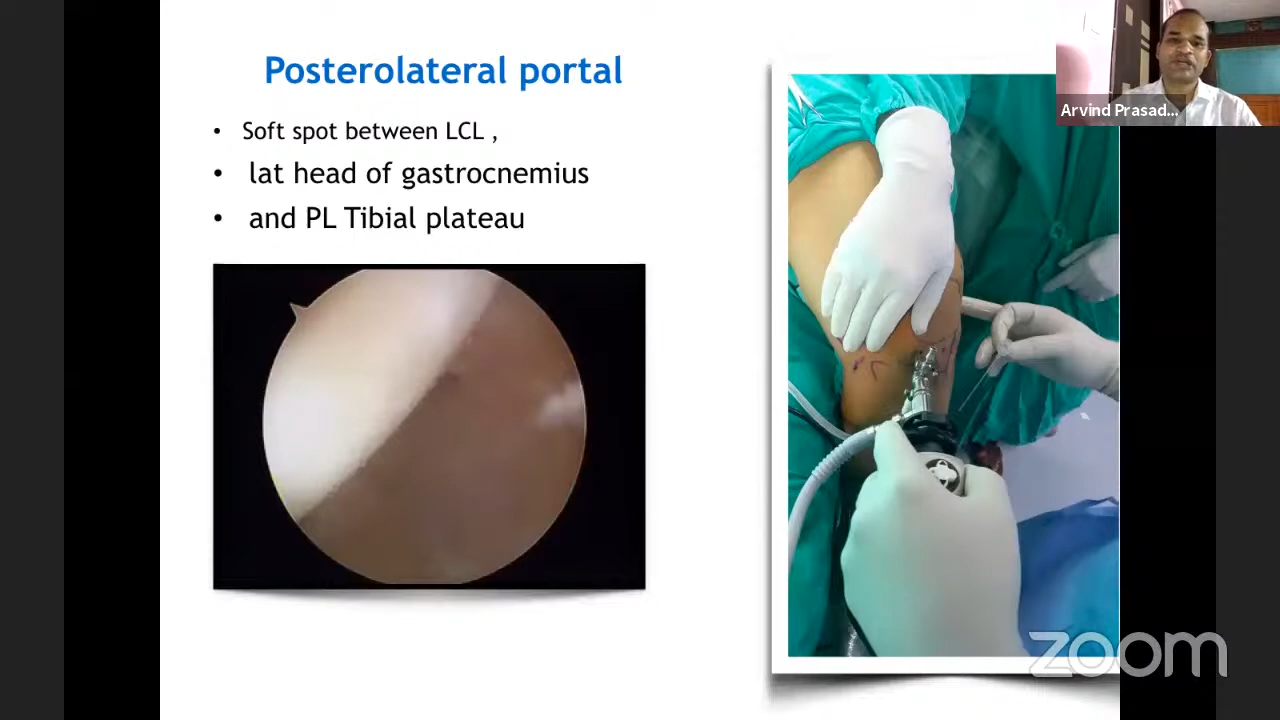 Posterolateral portal
• Soft spot between LCL ,
• lat head of gastrocnemius
• and PL Tibial plateau
Arvind Prasad...
zoom